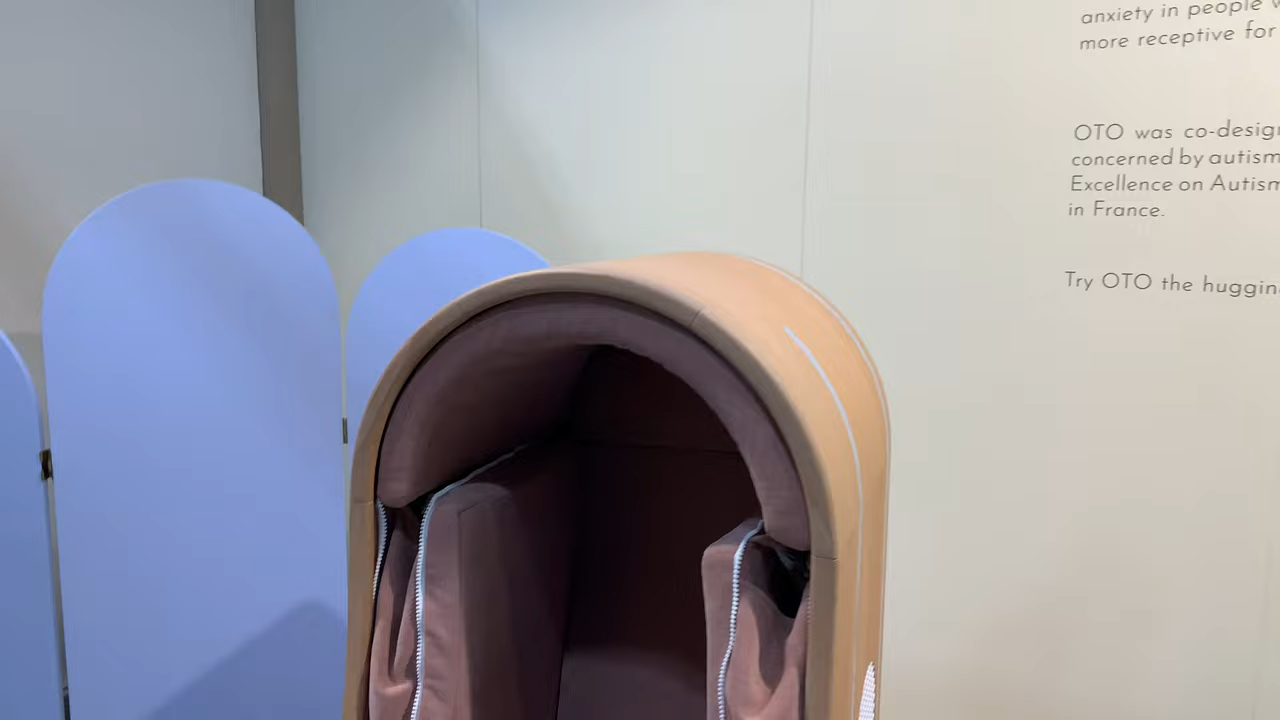 anxiety in people
more receptive for
OTO was co-desig
concerned by autism
Excellence on Autism
in France.
Try OTO the huggin